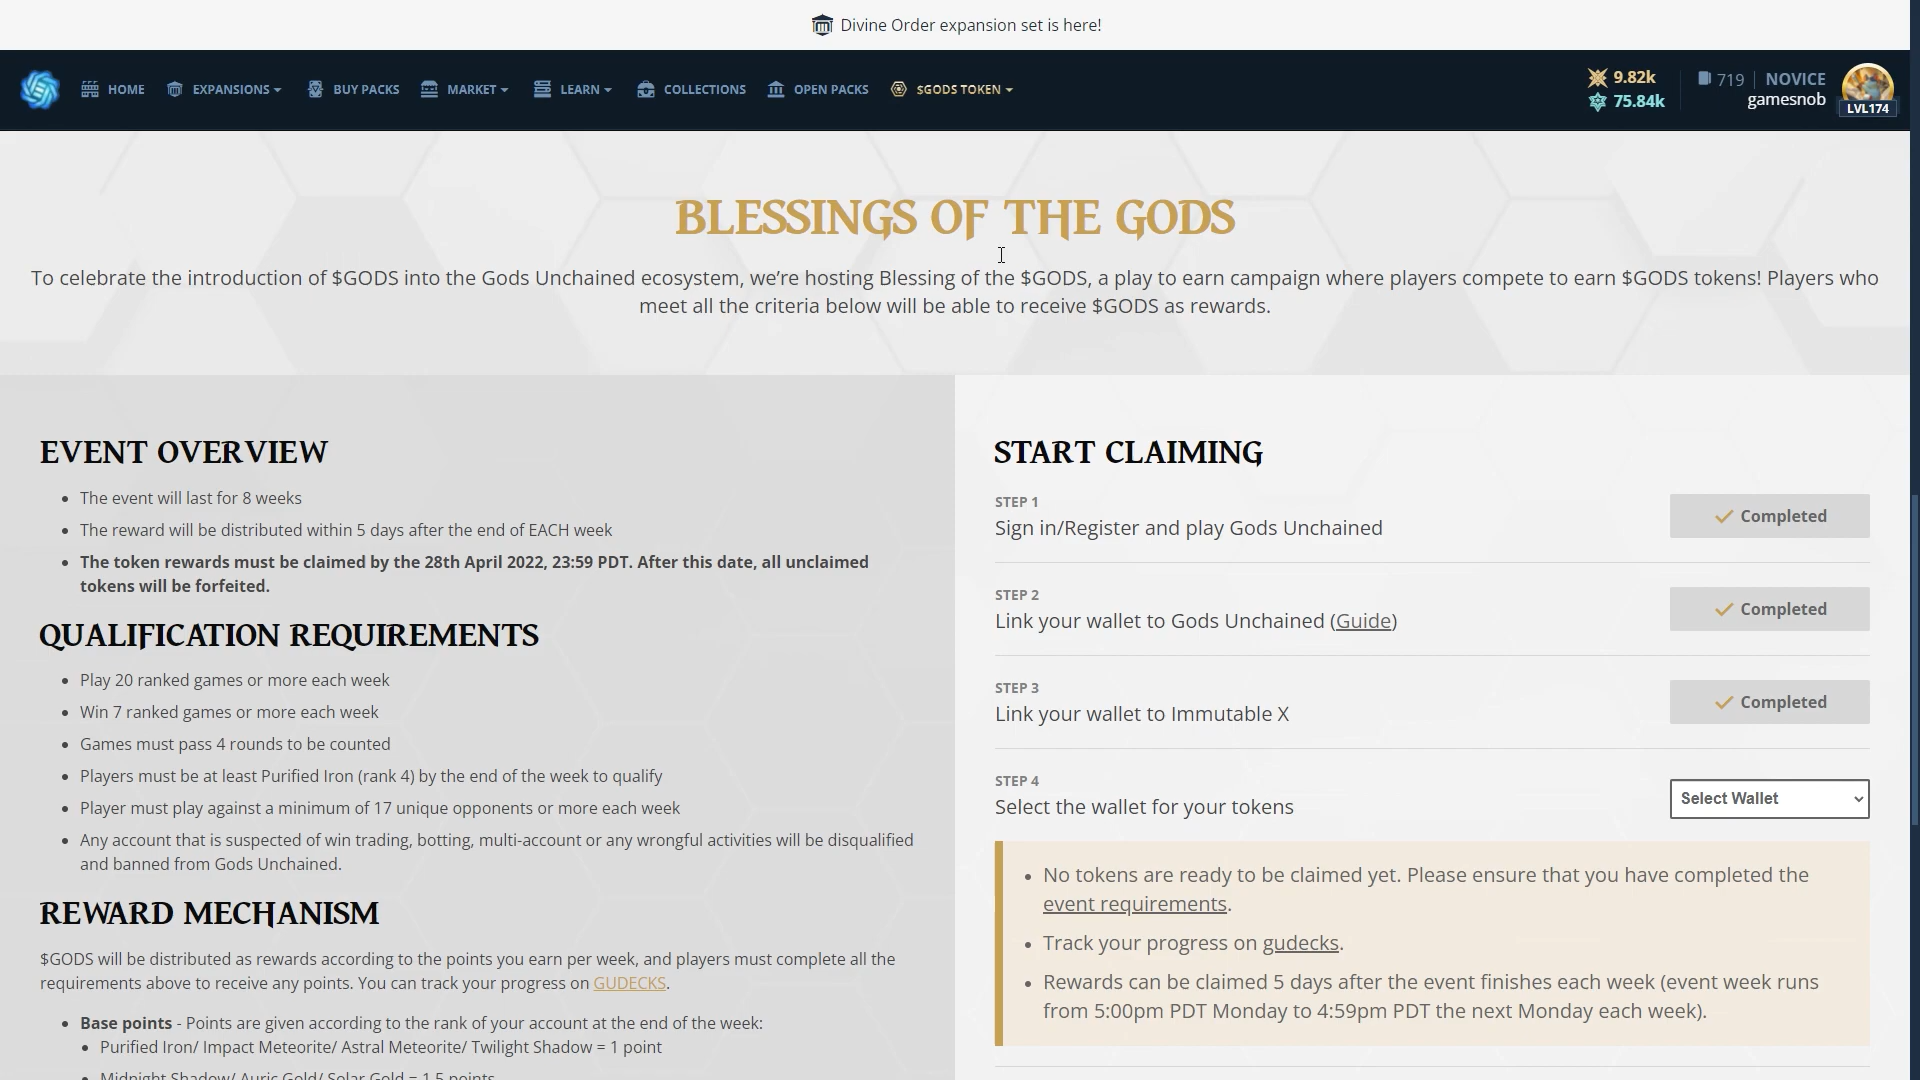 Divine Order expansion set is here!
HOME EXPANSIONS BUY PACKS MARKET LEARN COLLECTIONS OPEN PACKS $GODS TOKEN
9.82k
75.84k
719 NOVICE
gamesnob
LVL174
BLESSINGS OF THE GODS
To celebrate the introduction of $GODS into the Gods Unchained ecosystem, we're hosting Blessing of the $GODS, a play to earn campaign where players compete to earn $GODS tokens! Players who
meet all the criteria below will be able to receive $GODS as rewards.
EVENT OVERVIEW
The event will last for 8 weeks
The reward will be distributed within 5 days after the end of EACH week
The token rewards must be claimed by the 28th April 2022, 23:59 PDT. After this date, all unclaimed
tokens will be forfeited.
QUALIFICATION REQUIREMENTS
Play 20 ranked games or more each week
Win 7 ranked games or more each week
Games must pass 4 rounds to be counted
Players must be at least Purified Iron (rank 4) by the end of the week to qualify
Player must play against a minimum of 17 unique opponents or more each week
Any account that is suspected of win trading, botting, multi-account or any wrongful activities will be disqualified
and banned from Gods Unchained.
REWARD MECHANISM
$GODS will be distributed as rewards according to the points you earn per week, and players must complete all the
requirements above to receive any points. You can track your progress on GUDECKS.
Base points - Points are given according to the rank of your account at the end of the week:
Purified Iron/ Impact Meteorite/ Astral Meteorite/ Twilight Shadow = 1 point
Midnight Shadow/ Auric Gold/ Solar Gold = 1.5 points
START CLAIMING
STEP 1
Sign in/Register and play Gods Unchained
Completed
STEP 2
Link your wallet to Gods Unchained (Guide)
Completed
STEP 3
Link your wallet to Immutable X
Completed
STEP 4
Select the wallet for your tokens
Select Wallet
No tokens are ready to be claimed yet. Please ensure that you have completed the
event requirements.
Track your progress on gudecks.
Rewards can be claimed 5 days after the event finishes each week (event week runs
from 5:00pm PDT Monday to 4:59pm PDT the next Monday each week).